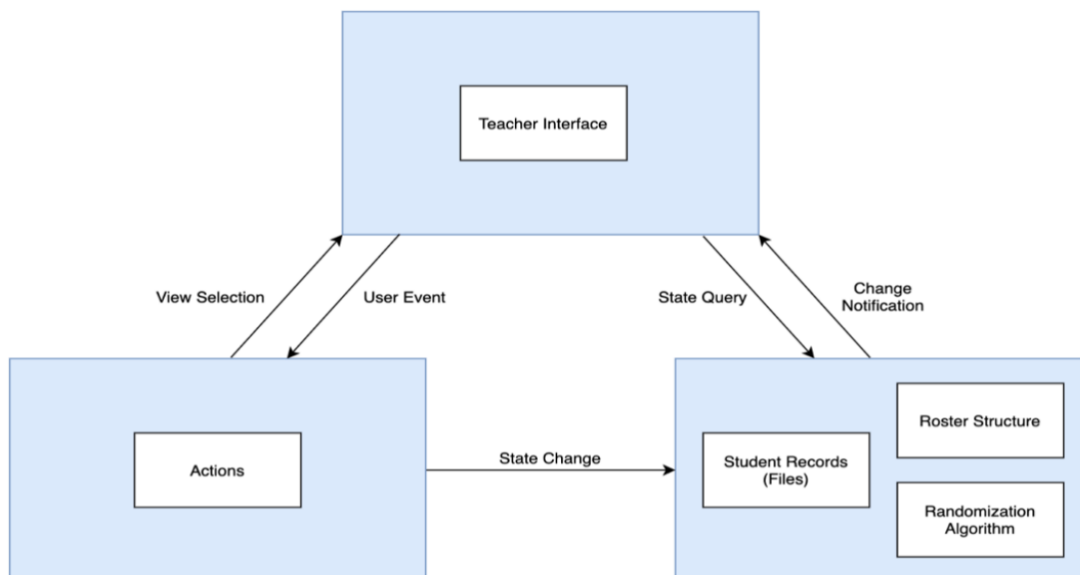 Teacher Interface
View Selection
User Event
State Query
Change
Notification
Actions
State Change
Student Records
(Files)
Roster Structure
Randomization
Algorithm